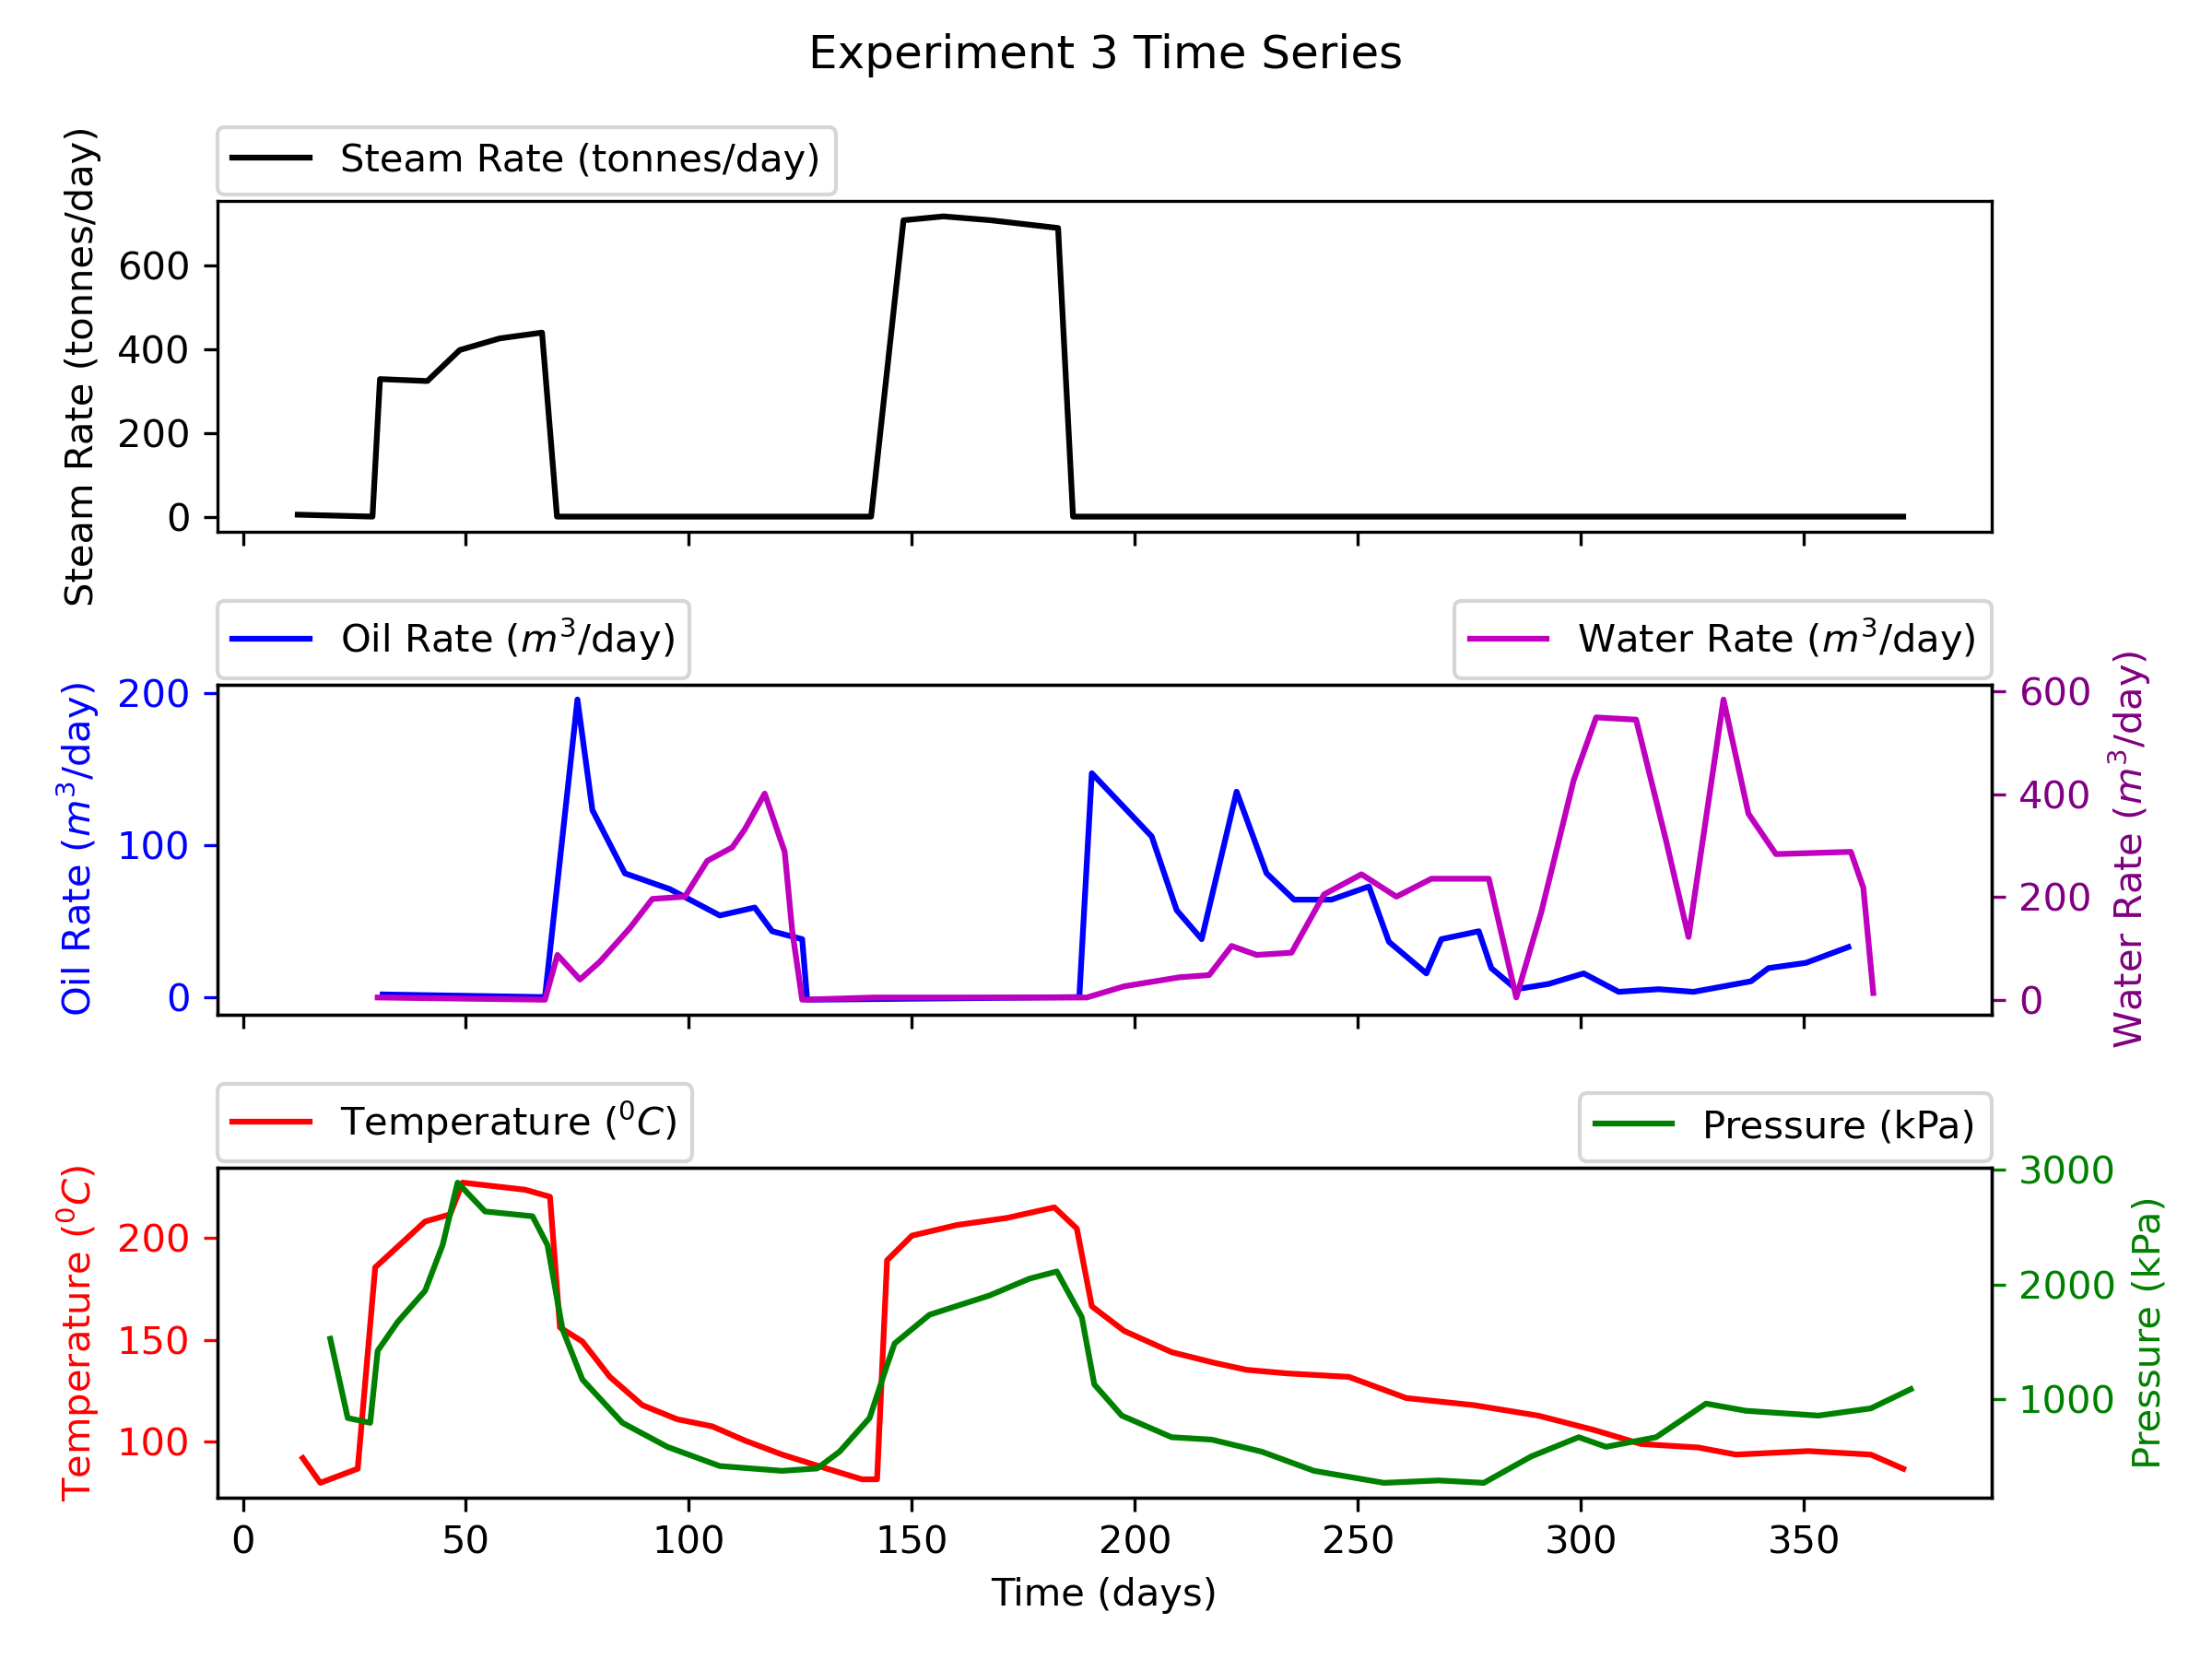 Experiment 3 Time Series
Steam Rate (tonnes/day)
Steam Rate (tonnes/day)
600
400
200
0
Oil Rate (m³/day)
Water Rate (m³/day)
Oil Rate (m³/day)
200
100
0
600
400
200
0
Water Rate (m³/day)
Temperature (⁰C)
Pressure (kPa)
Temperature (⁰C)
200
150
100
3000
2000
1000
Pressure (kPa)
0 50 100 150 200 250 300 350
Time (days)